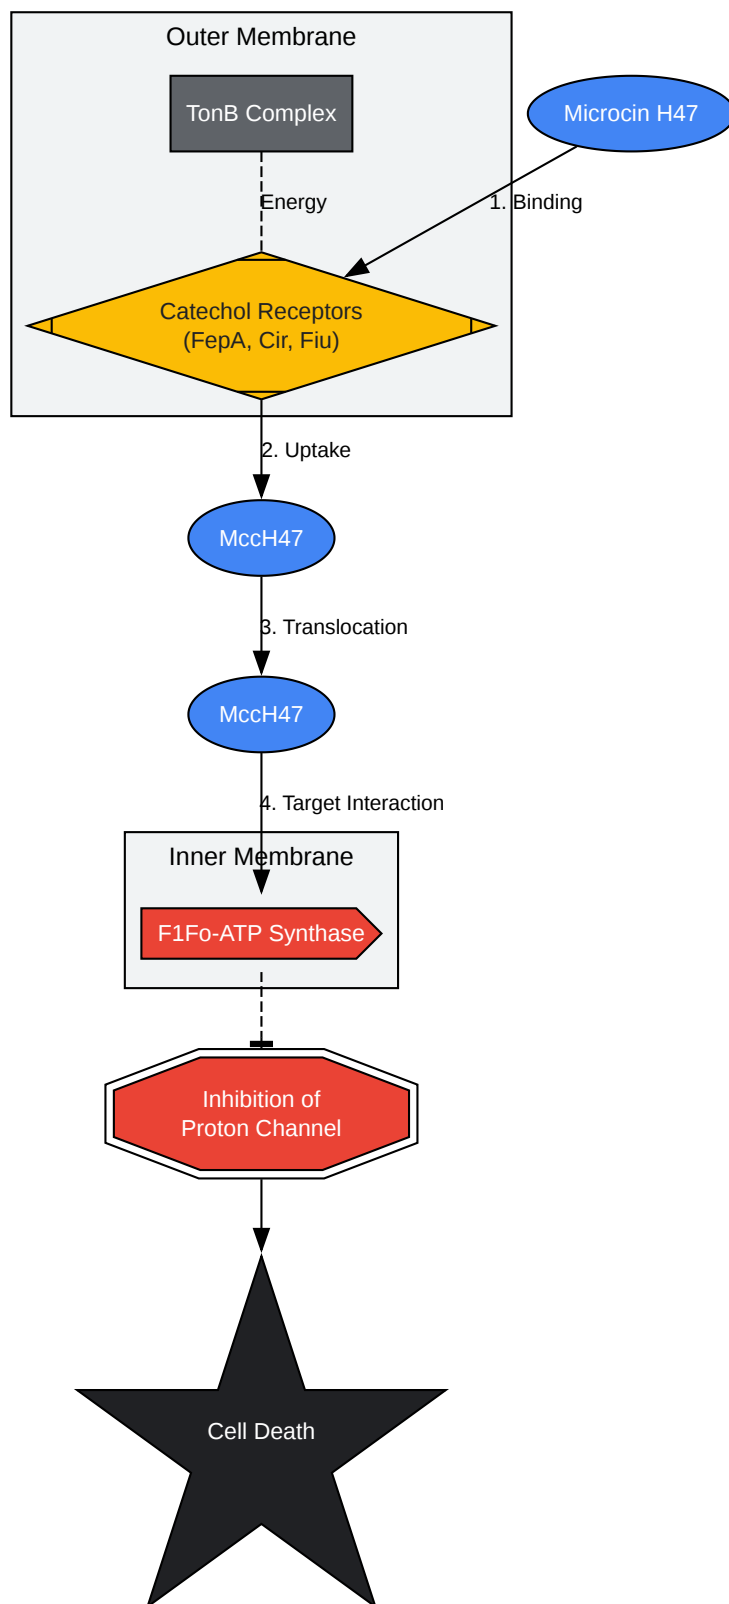 Outer Membrane
TonB Complex
Microcin H47
Energy
1. Binding
Catechol Receptors
(FepA, Cir, Fiu)
2. Uptake
MccH47
3. Translocation
MccH47
4. Target Interaction
Inner Membrane
F1Fo-ATP Synthase
Inhibition of
Proton Channel
Cell Death